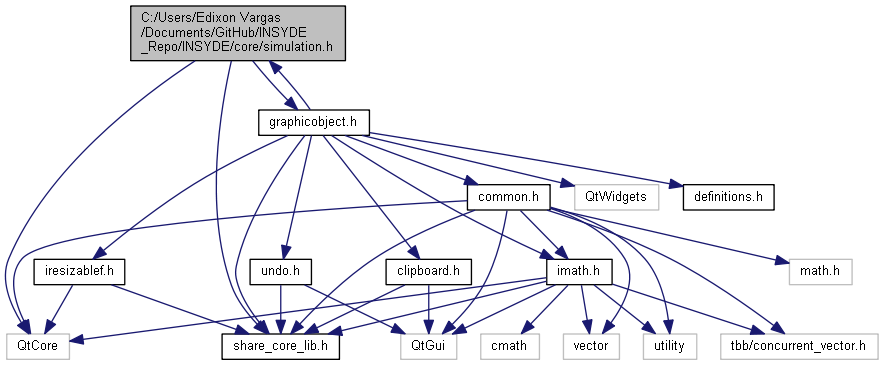 C:/Users/Edixon Vargas
/Documents/GitHub/INSYDE
_Repo/INSYDE/core/simulation.h
graphicobject.h
common.h
QtWidgets
definitions.h
iresizablef.h
undo.h
clipboard.h
imath.h
math.h
QtCore
share_core_lib.h
QtGui
cmath
vector
utility
tbb/concurrent_vector.h